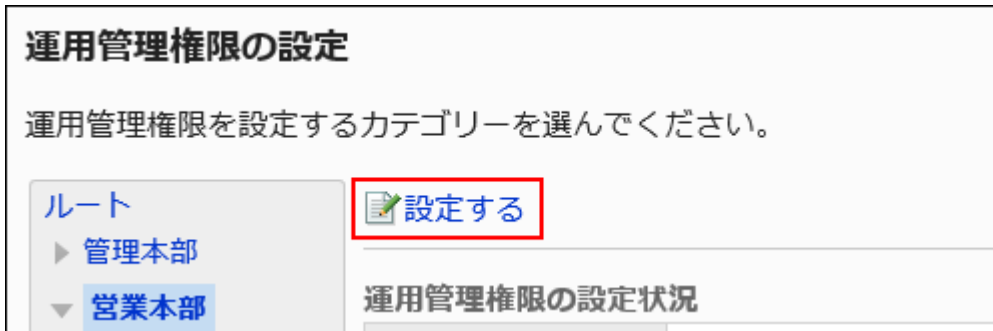 運用管理権限の設定
運用管理権限を設定するカテゴリーを選んでください。
ルート
設定する
管理本部
営業本部
運用管理権限の設定状況